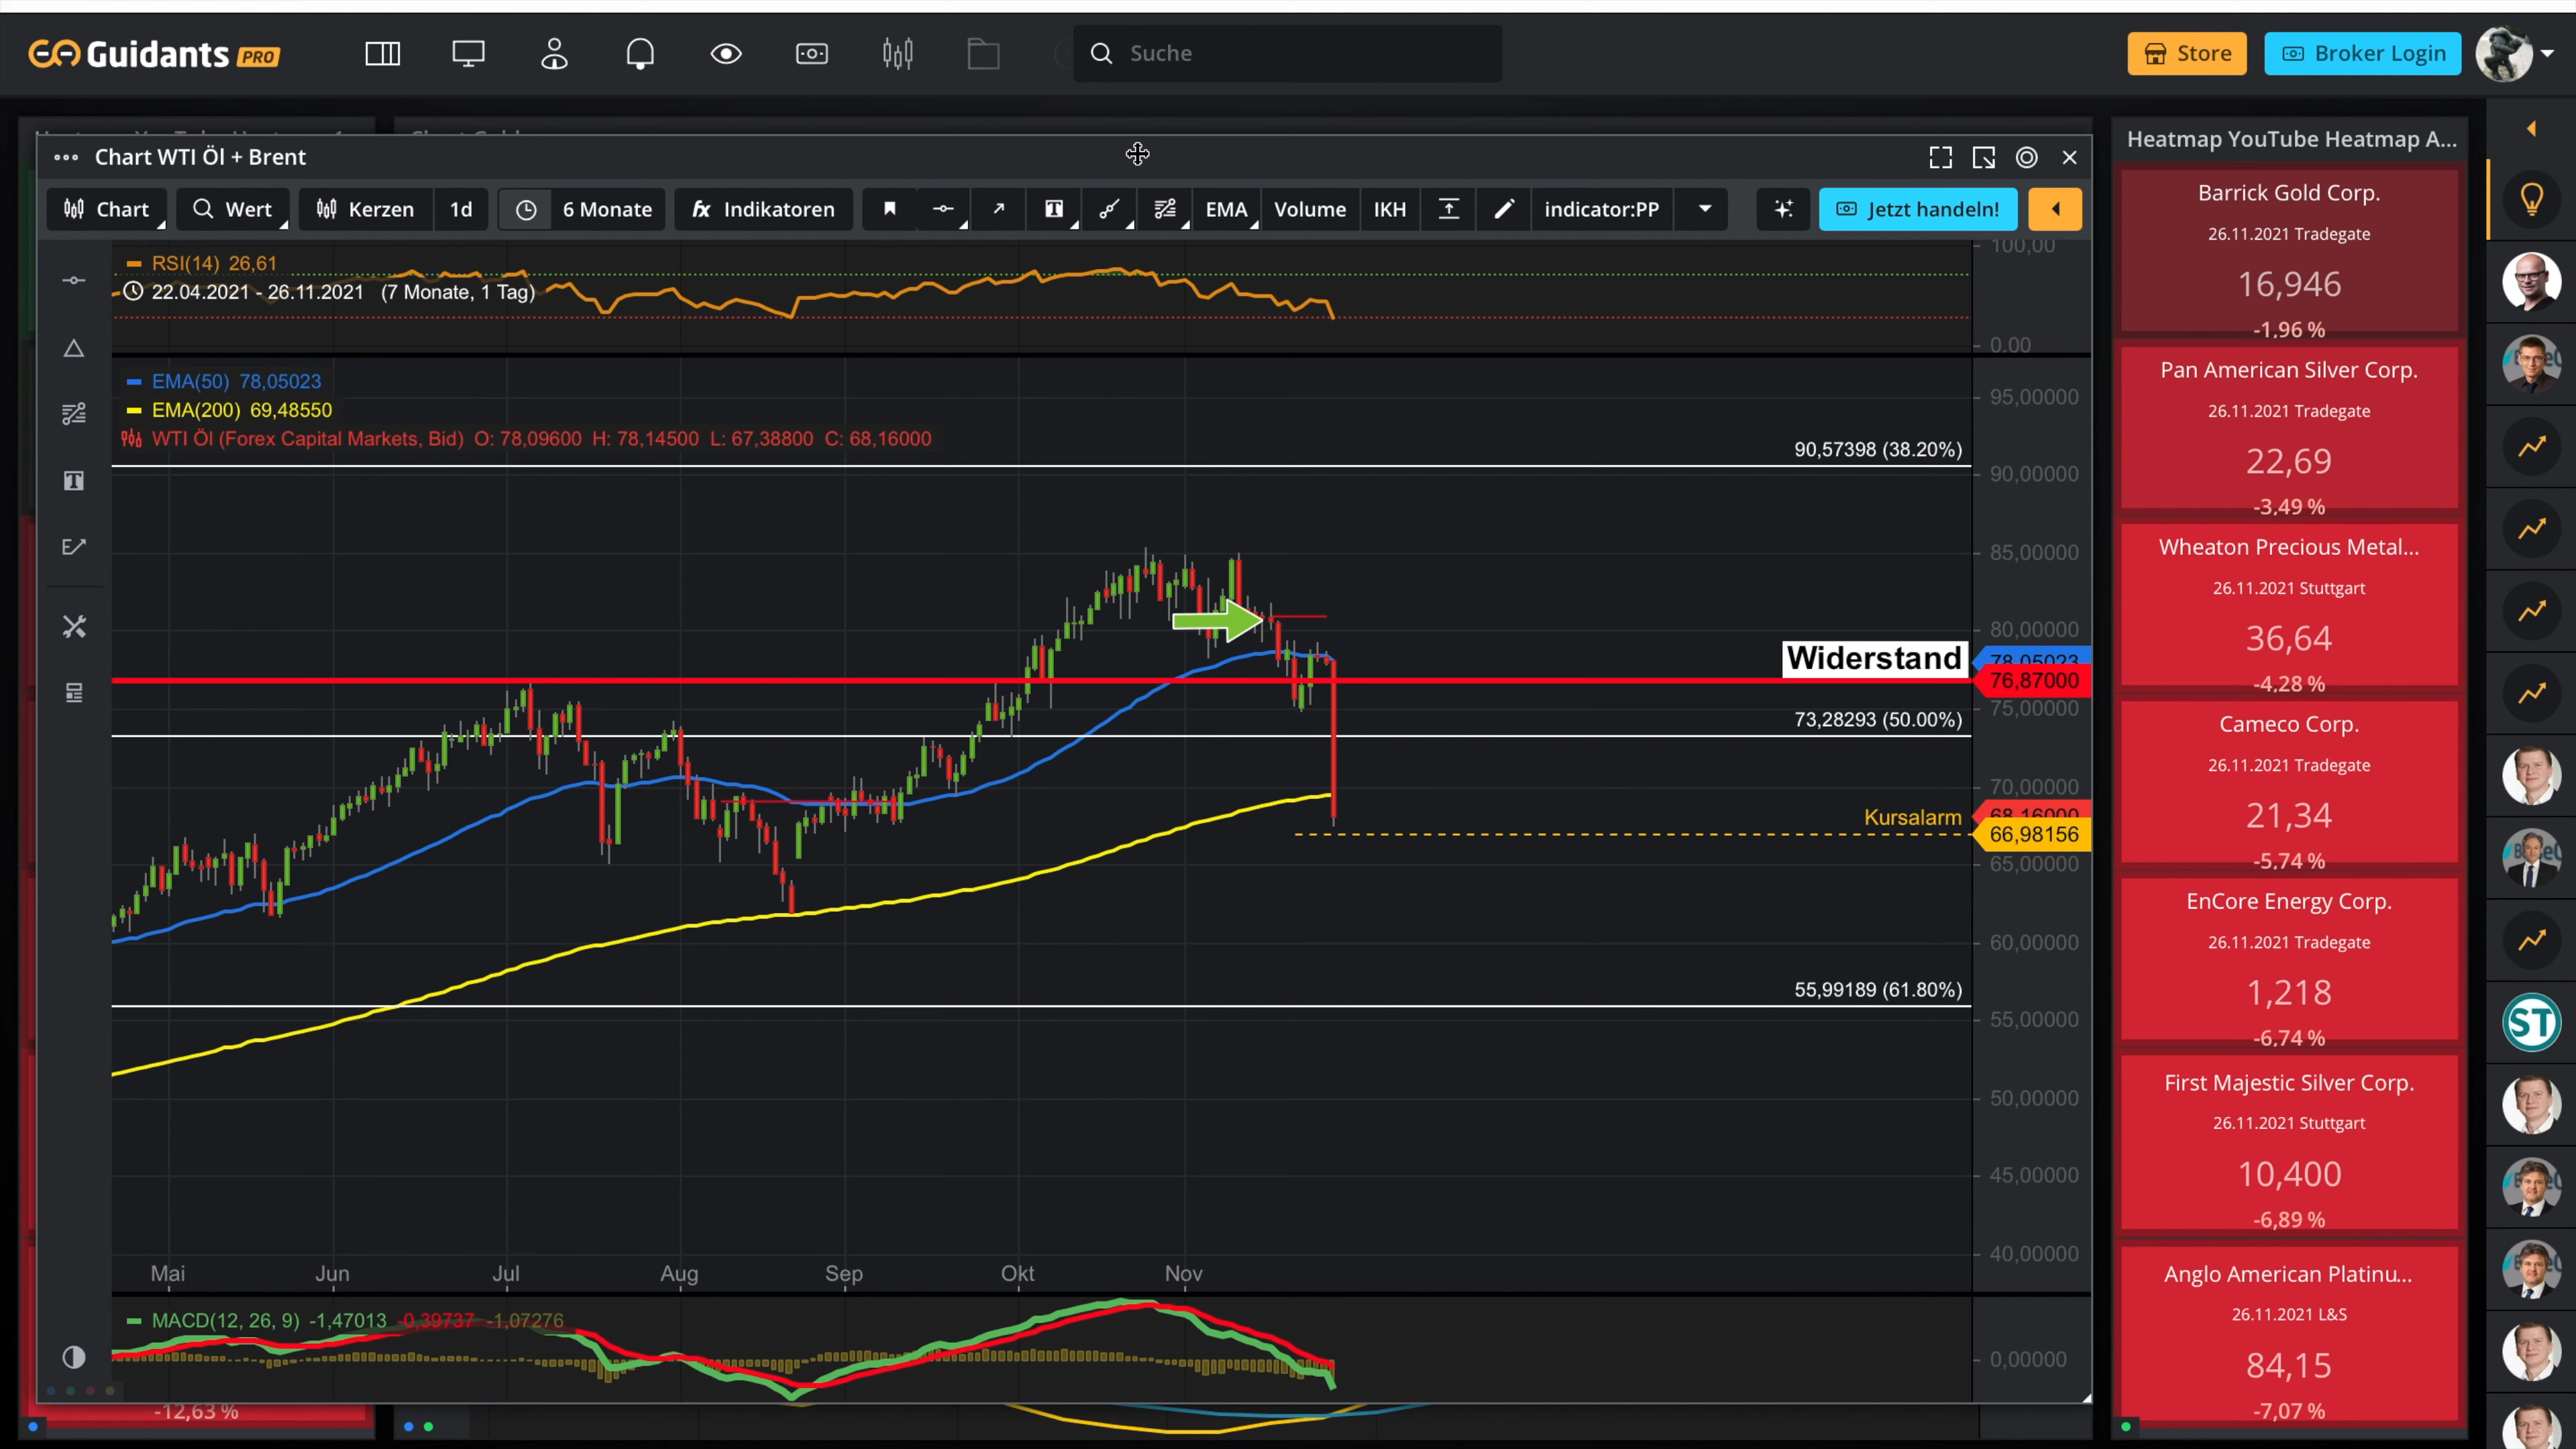 Guidants PRO
Suche
Store
Broker Login
Chart WTI Öl + Brent
Chart
Wert
Kerzen
1d
6 Monate
fx Indikatoren
EMA
Volume
IKH
indicator:PP
Jetzt handeln!
RSI(14) 26,61
22.04.2021 - 26.11.2021 (7 Monate, 1 Tag)
100,00
0.00
EMA(50) 78,05023
EMA(200) 69,48550
WTI Öl (Forex Capital Markets, Bid) O: 78,09600 H: 78,14500 L: 67,38800 C: 68,16000
95,00000
90,57398 (38.20%)
90,00000
85,00000
80,00000
Widerstand
78,05023
76,87000
75,00000
73,28293 (50.00%)
70,00000
Kursalarm
68,16000
66,98156
65,00000
60,00000
55,99189 (61.80%)
55,00000
50,00000
45,00000
40,00000
Mai
Jun
Jul
Aug
Sep
Okt
Nov
MACD(12, 26, 9) -1,47013 -0,39737 -1,07276
0,00000
-12,63 %
Heatmap YouTube Heatmap A...
Barrick Gold Corp.
26.11.2021 Tradegate
16,946
-1,96 %
Pan American Silver Corp.
26.11.2021 Tradegate
22,69
-3,49 %
Wheaton Precious Metal...
26.11.2021 Stuttgart
36,64
-4,28 %
Cameco Corp.
26.11.2021 Tradegate
21,34
-5,74 %
EnCore Energy Corp.
26.11.2021 Tradegate
1,218
-6,74 %
First Majestic Silver Corp.
26.11.2021 Stuttgart
10,400
-6,89 %
Anglo American Platinu...
26.11.2021 L&S
84,15
-7,07 %
ST